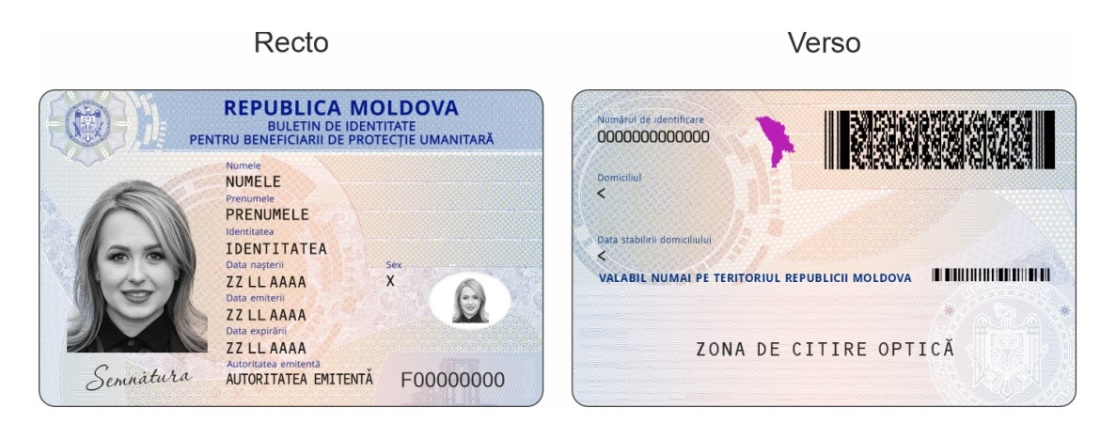 Recto
REPUBLICA MOLDOVA
BULETIN DE IDENTITATE
PENTRU BENEFICIARII DE PROTECȚIE UMANITARĂ
Numele
NUMELE
Prenumele
PRENUMELE
Identitatea
IDENTITATEA
Data nașterii
Sex
ZZ LL AAAA
X
Data emiterii
ZZ LL AAAA
Data expirării
ZZ LL AAAA
Autoritatea emitentă
AUTORITATEA EMITENTĂ
F00000000
Semnătura
Verso
Numărul de identificare
0000000000000
Domiciliul
<
Data stabilirii domiciliului
<
VALABIL NUMAI PE TERITORIUL REPUBLICII MOLDOVA
ZONA DE CITIRE OPTICĂ